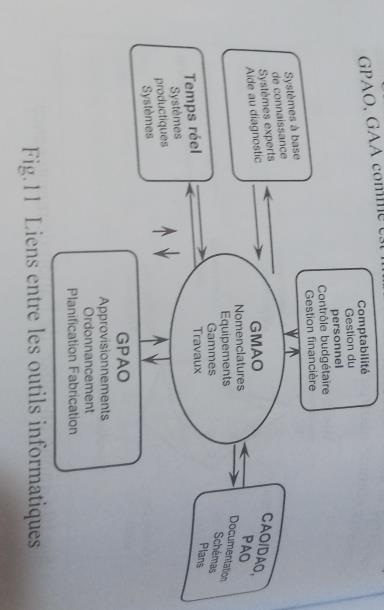 GPAO, GAA comme
Comptabilité
Gestion du
personnel
Contrôle budgétaire
Gestion financière
Systèmes à base
de connaissance
Systèmes experts
Aide au diagnostic
GMAO
Nomenclatures
Equipements
Gammes
Travaux
CAO/DAO,
PAO
Documentation
Schémas
Plans
Temps réel
Systèmes
productiques
Systèmes
GPAO
Approvisionnements
Ordonnancement
Planification Fabrication
Fig.11 Liens entre les outils informatiques